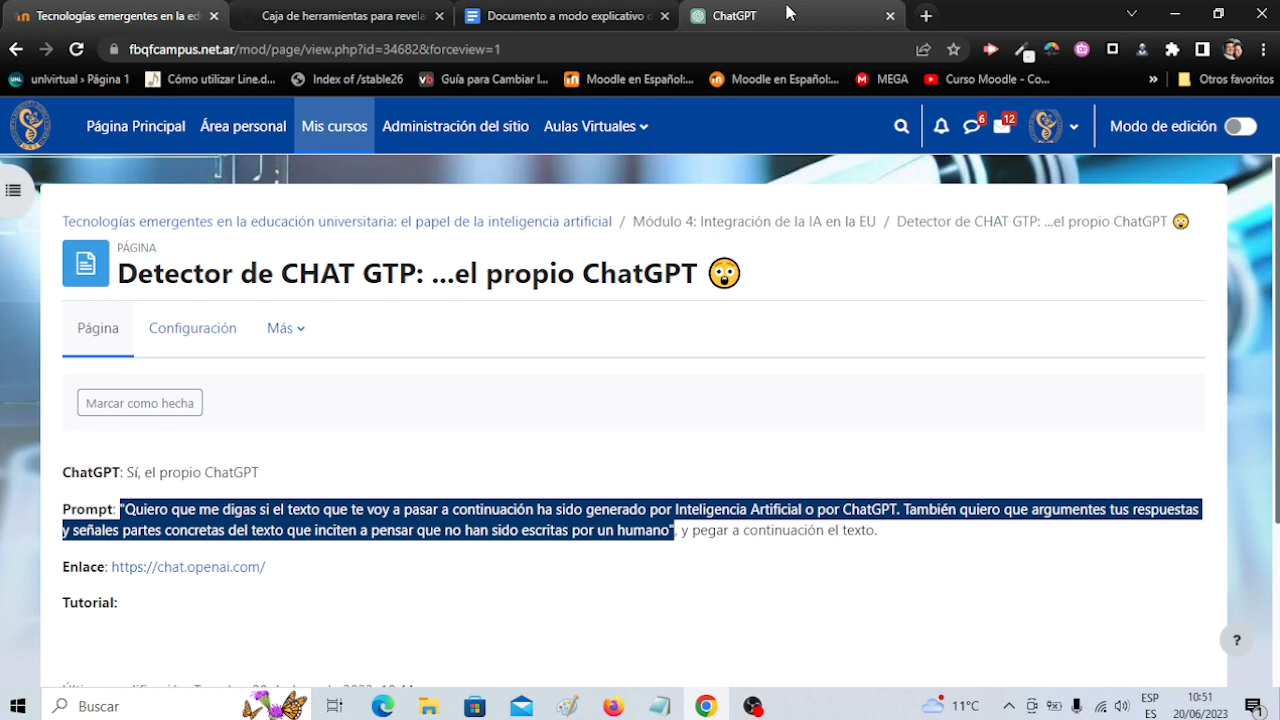 Tecnologías emergentes en la ed
Caja de herramientas para revela
Documento a modo explicativo d
ChatGPT
fbqfcampus.net.ar/mod/page/view.php?id=34682&forceview=1
unlvirtual › Página 1
Cómo utilizar Line.d...
Index of /stable26
Guía para Cambiar l...
Moodle en Español:...
Moodle en Español:...
MEGA
Curso Moodle - Co...
»
Otros favoritos
Página Principal
Área personal
Mis cursos
Administración del sitio
Aulas Virtuales
6
12
Modo de edición
Tecnologías emergentes en la educación universitaria: el papel de la inteligencia artificial / Módulo 4: Integración de la IA en la EU / Detector de CHAT GTP: ...el propio ChatGPT 😲
PÁGINA
Detector de CHAT GTP: ...el propio ChatGPT 😲
Página
Configuración
Más
Marcar como hecha
ChatGPT: Sí, el propio ChatGPT
Prompt: "Quiero que me digas si el texto que te voy a pasar a continuación ha sido generado por Inteligencia Artificial o por ChatGPT. También quiero que argumentes tus respuestas
y señales partes concretas del texto que inciten a pensar que no han sido escritas por un humano", y pegar a continuación el texto.
Enlace: https://chat.openai.com/
Tutorial:
?
Buscar
11°C
ESP
ES
10:51
20/06/2023
1